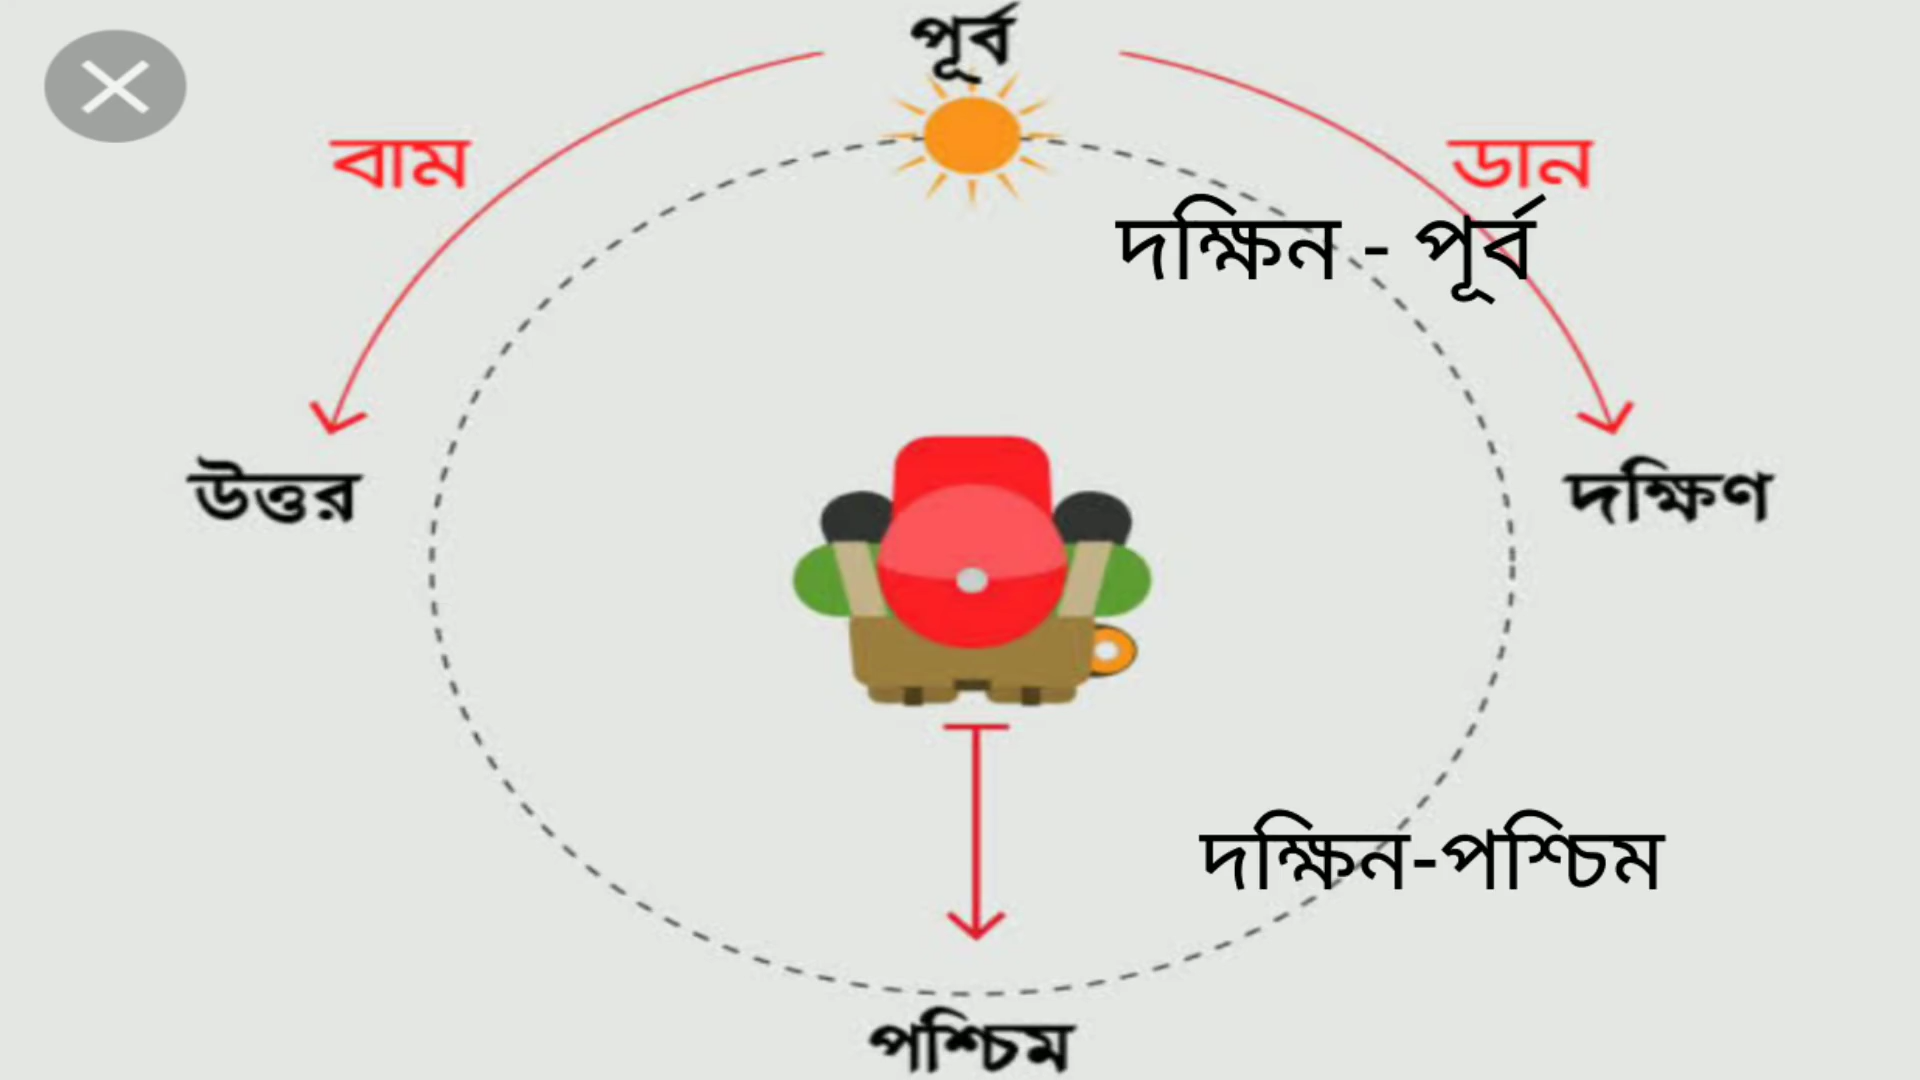 পূর্ব
বাম
ডান
দক্ষিন - পূর্ব
উত্তর
দক্ষিণ
দক্ষিন-পশ্চিম
পশ্চিম